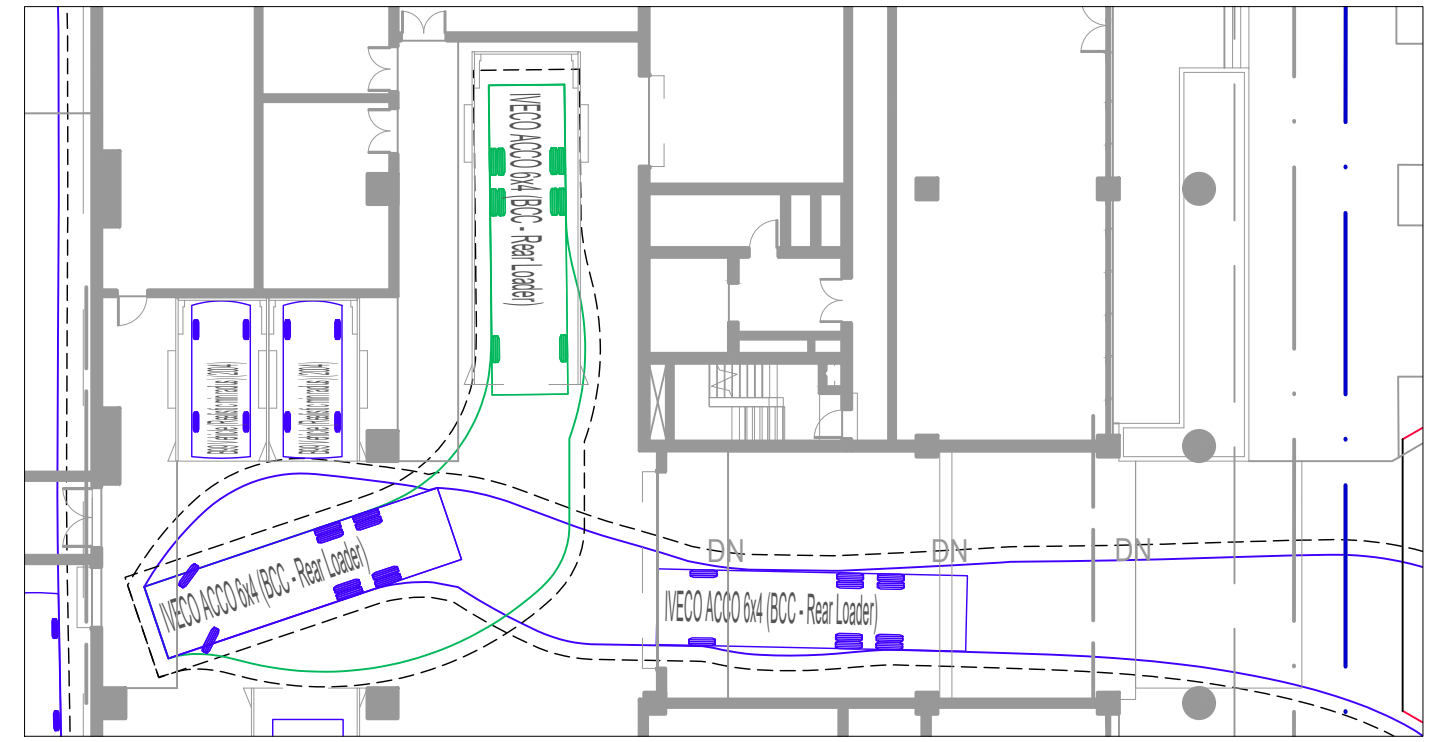 IVECO ACCO 6x4 (BCC - Rear Loader)
DN
DN
DN
IVECO ACCO 6x4 (BCC - Rear Loader)
IVECO ACCO 6x4 (BCC - Rear Loader)